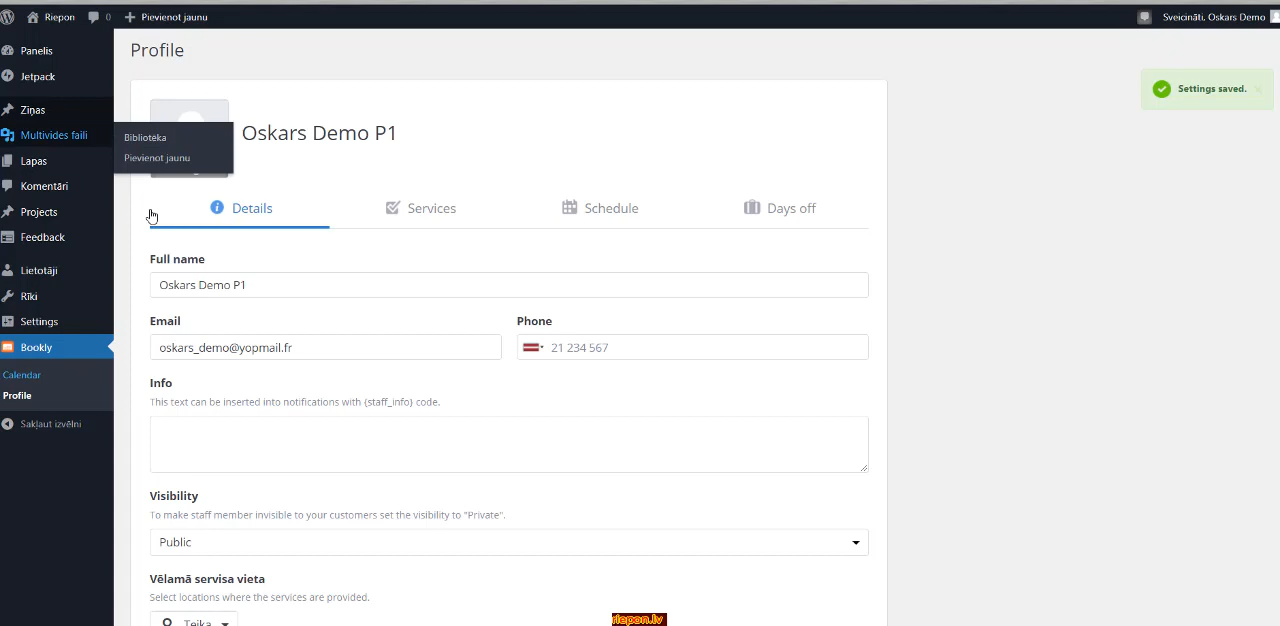 Riepon
0
Pievienot jaunu
Sveicināti, Oskars Demo
Panelis
Jetpack
Ziņas
Multivides faili
Bibliotēka
Pievienot jaunu
Lapas
Komentāri
Projects
Feedback
Lietotāji
Rīki
Settings
Bookly
Calendar
Profile
Sakļaut izvēlni
Profile
Settings saved.
Oskars Demo P1
Details
Services
Schedule
Days off
Full name
Oskars Demo P1
Email
Phone
oskars_demo@yopmail.fr
21 234 567
Info
This text can be inserted into notifications with {staff_info} code.
Visibility
To make staff member invisible to your customers set the visibility to "Private".
Public
Vēlamā servisa vieta
Select locations where the services are provided.
Teika
riepon.lv